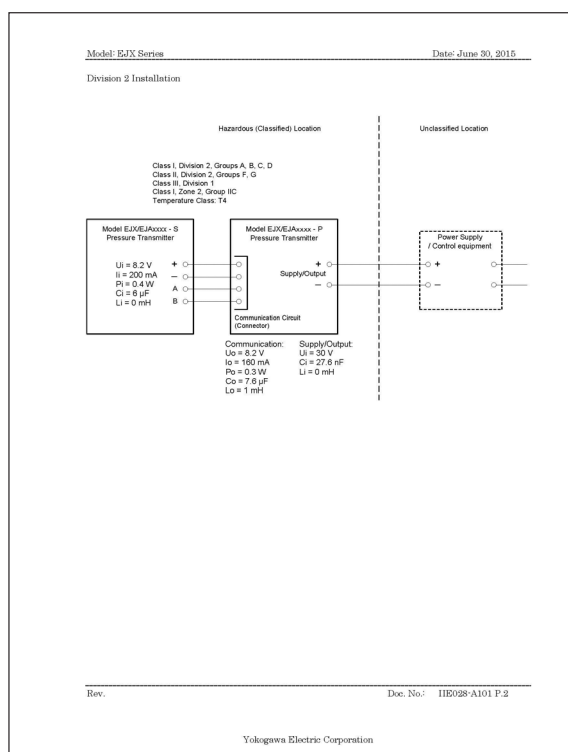 Model: EJX Series Date: June 30, 2015
Division 2 Installation
Hazardous (Classified) Location
Unclassified Location
Class I, Division 2, Groups A, B, C, D
Class II, Division 2, Groups F, G
Class III, Division 1
Class I, Zone 2, Group IIC
Temperature Class: T4
Model EJX/EJAxxxx - S
Pressure Transmitter
Ui = 8.2 V
Ii = 200 mA
Pi = 0.4 W
Ci = 6 µF
Li = 0 mH
+
–
A
B
Model EJX/EJAxxxx - P
Pressure Transmitter
+
Supply/Output
–
Communication Circuit
(Connector)
Power Supply
/ Control equipment
+
–
Communication:
Uo = 8.2 V
Io = 160 mA
Po = 0.3 W
Co = 7.6 µF
Lo = 1 mH
Supply/Output:
Ui = 30 V
Ci = 27.6 nF
Li = 0 mH
Rev. Doc. No.: IIE028-A101 P.2
Yokogawa Electric Corporation